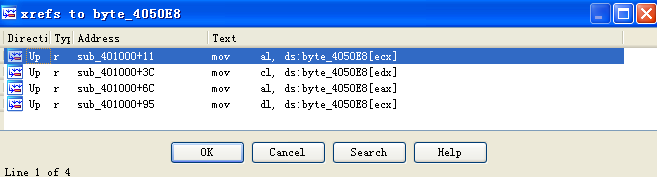 xrefs to byte_4050E8
Directi Typ Address Text
Up r sub_401000+11 mov al, ds:byte_4050E8[ecx]
Up r sub_401000+3C mov cl, ds:byte_4050E8[edx]
Up r sub_401000+6C mov al, ds:byte_4050E8[eax]
Up r sub_401000+95 mov dl, ds:byte_4050E8[ecx]
OK Cancel Search Help
Line 1 of 4